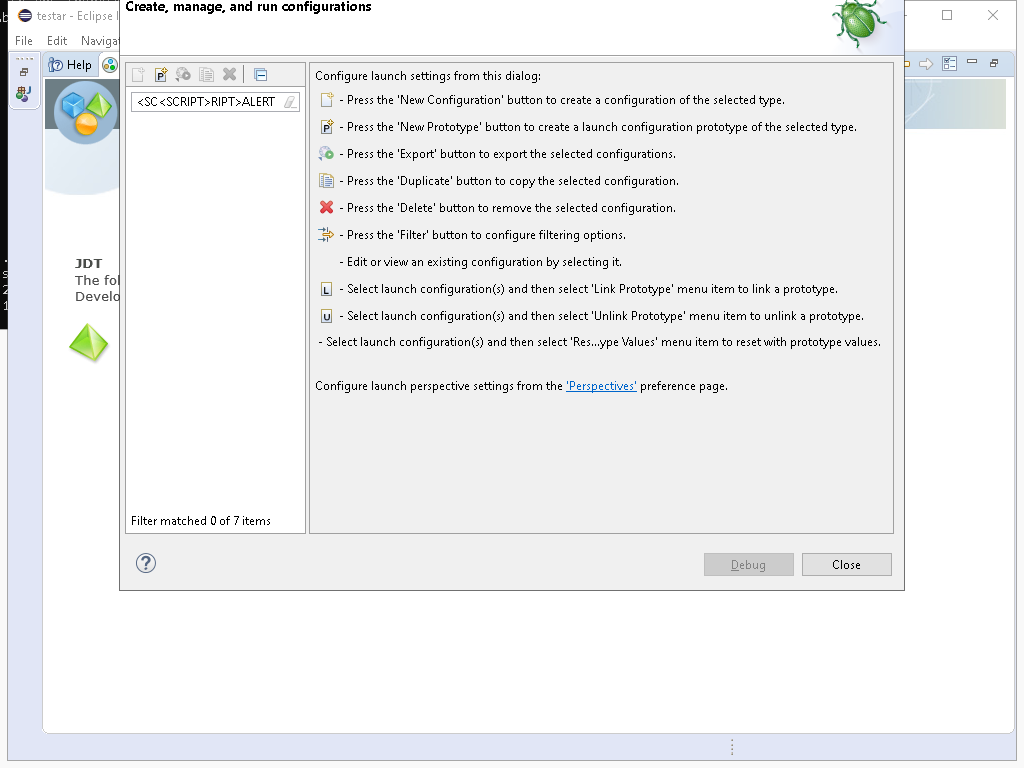 Create, manage, and run configurations
testar - Eclipse
File Edit
Help
<SC<SCRIPT>RIPT>ALERT
Configure launch settings from this dialog:
- Press the 'New Configuration' button to create a configuration of the selected type.
P - Press the 'New Prototype' button to create a launch configuration prototype of the selected type.
- Press the 'Export' button to export the selected configurations.
- Press the 'Duplicate' button to copy the selected configuration.
- Press the 'Delete' button to remove the selected configuration.
- Press the 'Filter' button to configure filtering options.
- Edit or view an existing configuration by selecting it.
L - Select launch configuration(s) and then select 'Link Prototype' menu item to link a prototype.
U - Select launch configuration(s) and then select 'Unlink Prototype' menu item to unlink a prototype.
- Select launch configuration(s) and then select 'Res...ype Values' menu item to reset with prototype values.
Configure launch perspective settings from the 'Perspectives' preference page.
JDT
The fol
Develo
Filter matched 0 of 7 items
?
Debug Close